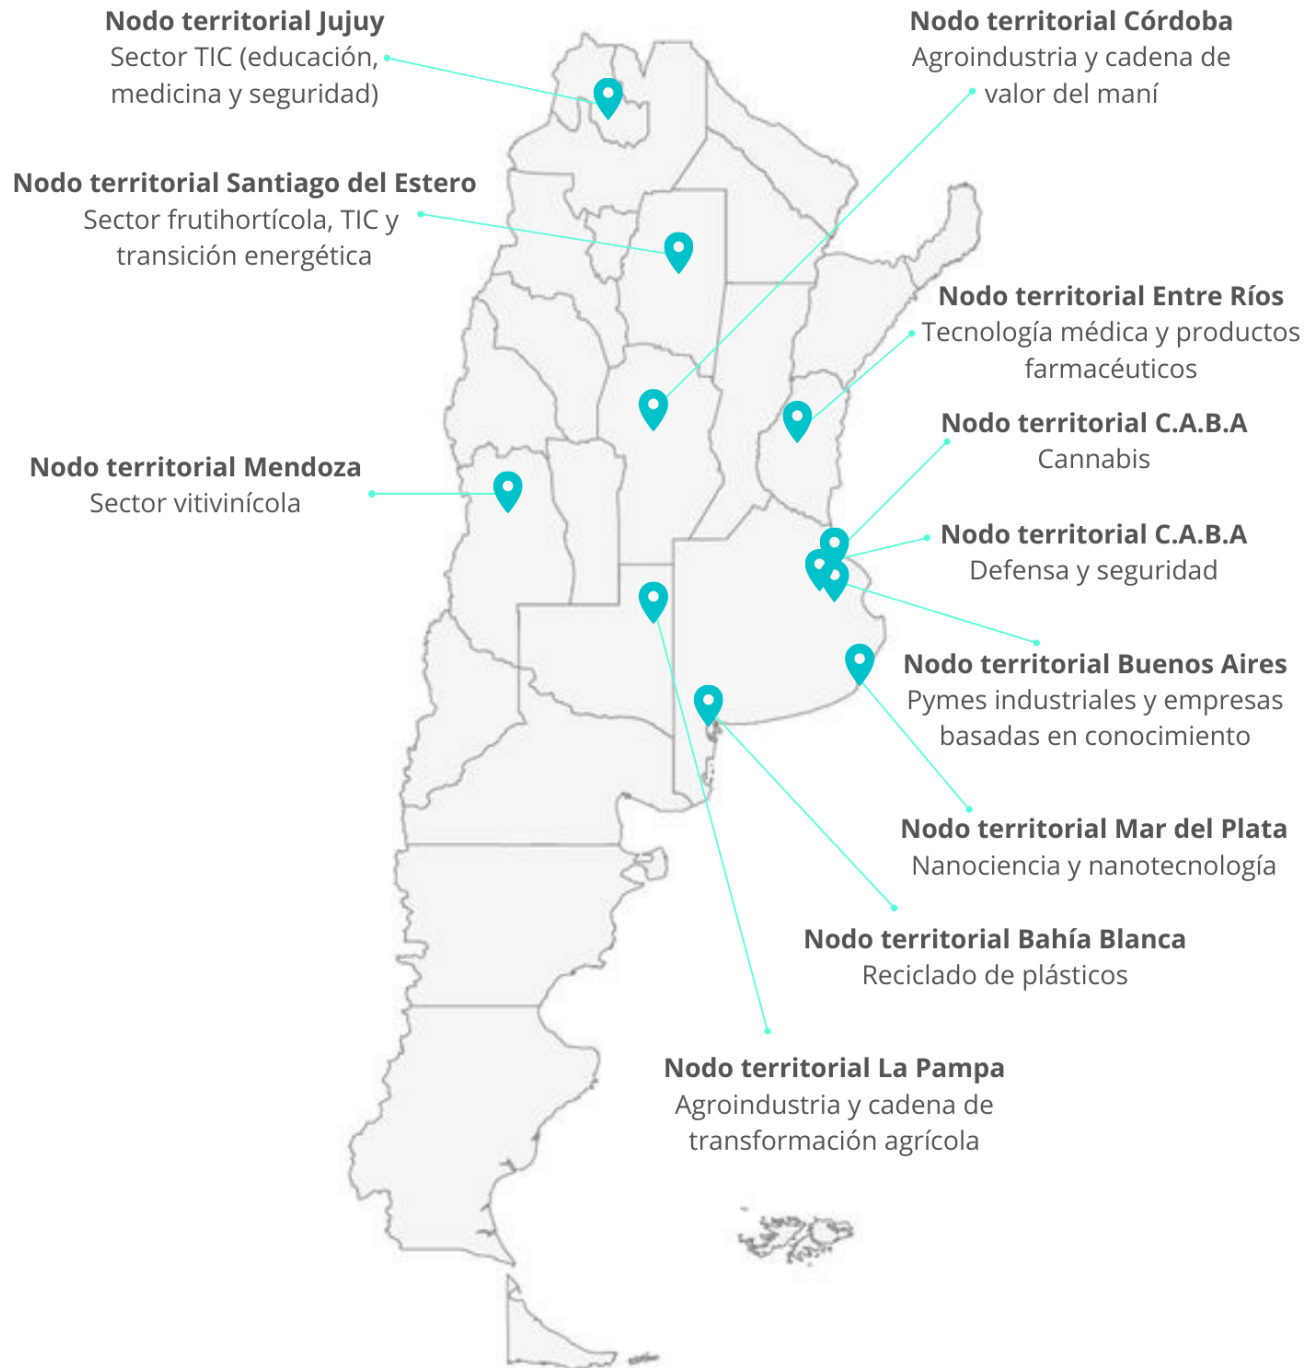 Nodo territorial Jujuy
Sector TIC (educación,
medicina y seguridad)
Nodo territorial Córdoba
Agroindustria y cadena de
valor del maní
Nodo territorial Santiago del Estero
Sector frutihortícola, TIC y
transición energética
Nodo territorial Entre Ríos
Tecnología médica y productos
farmacéuticos
Nodo territorial C.A.B.A
Cannabis
Nodo territorial Mendoza
Sector vitivinícola
Nodo territorial C.A.B.A
Defensa y seguridad
Nodo territorial Buenos Aires
Pymes industriales y empresas
basadas en conocimiento
Nodo territorial Mar del Plata
Nanociencia y nanotecnología
Nodo territorial Bahía Blanca
Reciclado de plásticos
Nodo territorial La Pampa
Agroindustria y cadena de
transformación agrícola